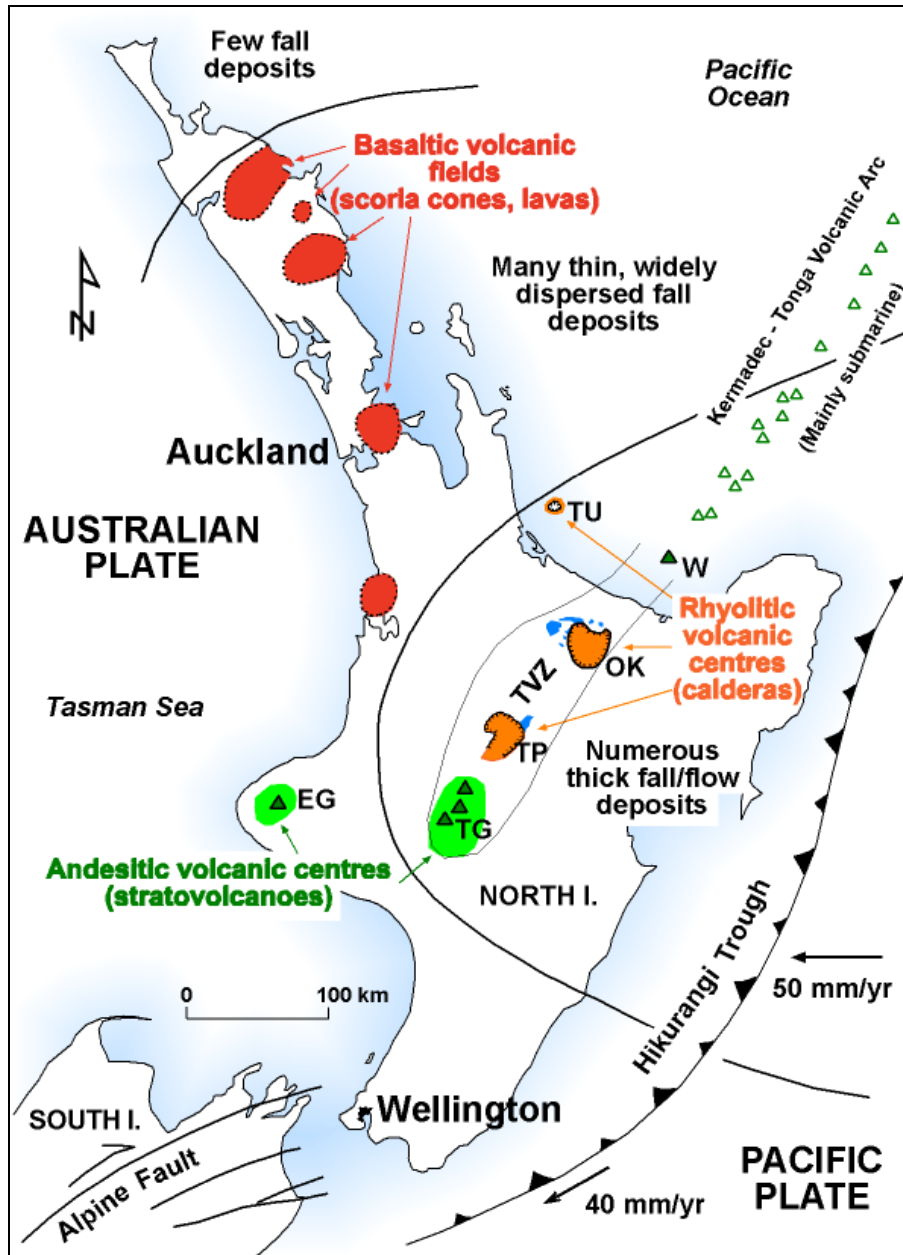 Few fall
deposits
Pacific
Ocean
Basaltic volcanic
fields
(scoria cones, lavas)
N
Many thin, widely
dispersed fall
deposits
Kermadec - Tonga Volcanic Arc
(Mainly submarine)
Auckland
AUSTRALIAN
PLATE
TU
W
Rhyolitic
volcanic
centres
(calderas)
OK
TVZ
Tasman Sea
TP
Numerous
thick fall/flow
deposits
EG
TG
Andesitic volcanic centres
(stratovolcanoes)
NORTH I.
Hikurangi Trough
50 mm/yr
0 100 km
Wellington
SOUTH I.
Alpine Fault
PACIFIC
PLATE
40 mm/yr